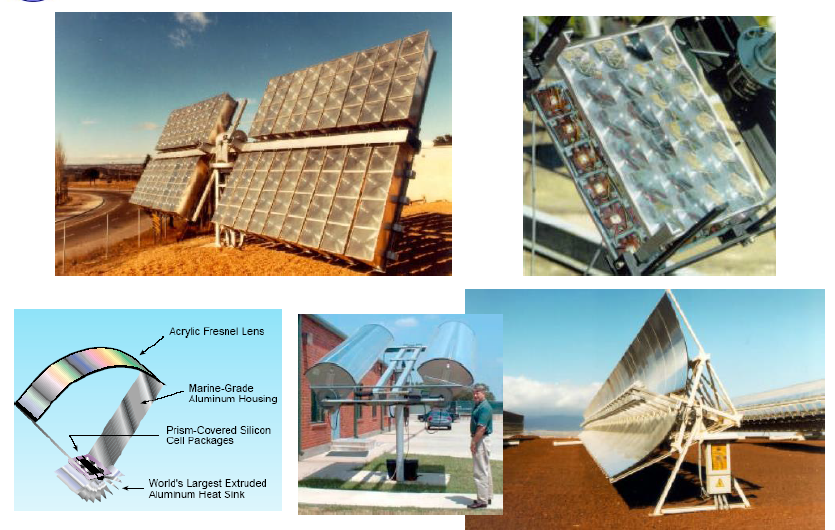 Acrylic Fresnel Lens
Marine-Grade
Aluminum Housing
Prism-Covered Silicon
Cell Packages
World's Largest Extruded
Aluminum Heat Sink